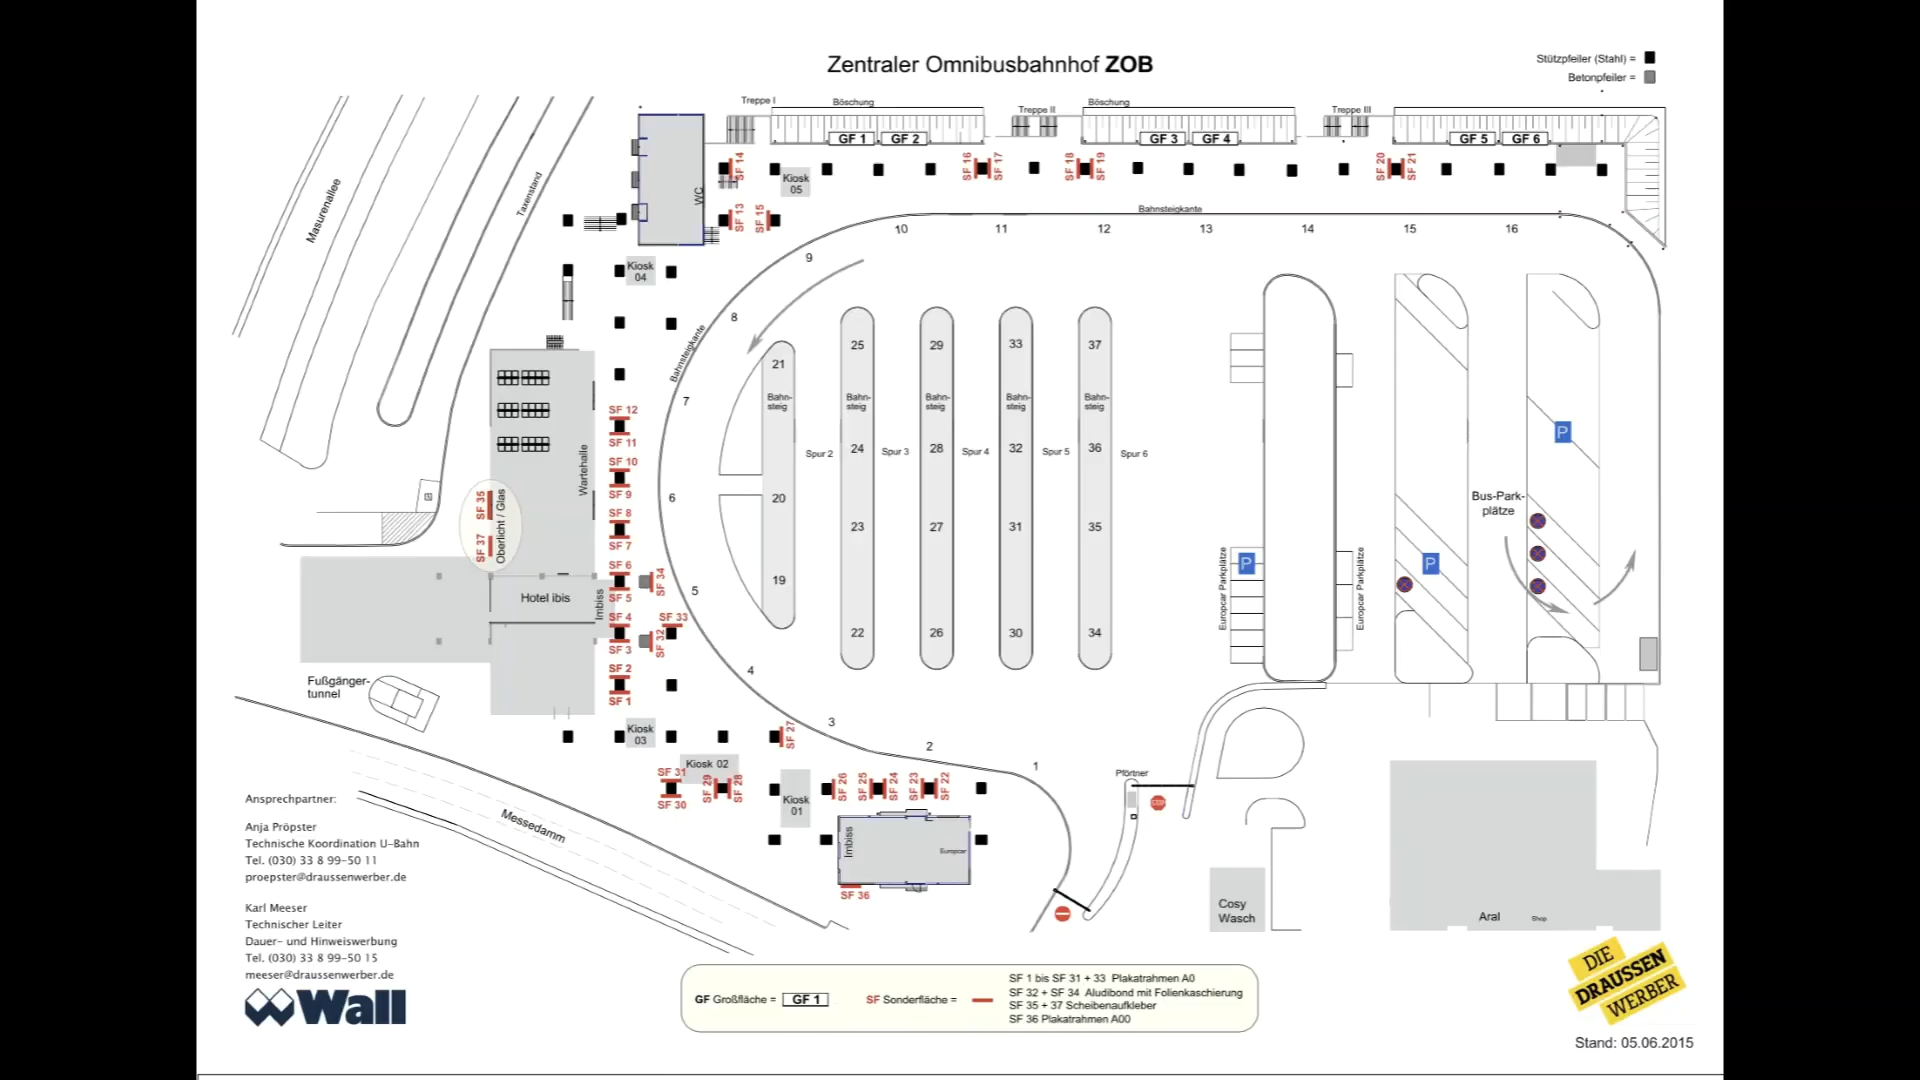 Zentraler Omnibusbahnhof ZOB
Stützpfeiler (Stahl) =
Betonpfeiler =
Treppe I
Böschung
Treppe II
Böschung
Treppe III
GF 1
GF 2
GF 3
GF 4
GF 5
GF 6
SF 14
SF 16
SF 17
SF 18
SF 19
SF 20
SF 21
Kiosk
05
WC
SF 13
SF 15
Masurenallee
Taxenstand
Bahnsteigkante
10
11
12
13
14
15
16
9
8
7
6
5
4
3
2
1
Kiosk
04
Bahnsteigkante
21
25
29
33
37
Bahn-
steig
Bahn-
steig
Bahn-
steig
Bahn-
steig
Bahn-
steig
24
28
32
36
Spur 2
Spur 3
Spur 4
Spur 5
Spur 6
20
19
23
27
31
35
22
26
30
34
P
P
P
Bus-Park-
plätze
Europcar Parkplätze
Europcar Parkplätze
Wartehalle
SF 12
SF 11
SF 10
SF 9
SF 8
SF 7
SF 6
SF 5
SF 4
SF 3
SF 2
SF 1
SF 34
SF 33
SF 32
SF 35
SF 37
Oberlicht / Glas
Hotel ibis
Imbiss
Fußgänger-
tunnel
Kiosk
03
SF 27
Kiosk 02
SF 31
SF 30
SF 29
SF 28
Kiosk
01
SF 26
SF 25
SF 24
SF 23
SF 22
Imbiss
Europcar
SF 36
Messedamm
Pförtner
STOP
Cosy
Wasch
Aral
Shop
Ansprechpartner:
Anja Pröpster
Technische Koordination U-Bahn
Tel. (030) 33 8 99-50 11
proepster@draussenwerber.de
Karl Meeser
Technischer Leiter
Dauer- und Hinweiswerbung
Tel. (030) 33 8 99-50 15
meeser@draussenwerber.de
Wall
GF Großfläche = GF 1
SF Sonderfläche =
SF 1 bis SF 31 + 33 Plakatrahmen A0
SF 32 + SF 34 Aludibond mit Folienkaschierung
SF 35 + 37 Scheibenaufkleber
SF 36 Plakatrahmen A00
DIE
DRAUSSEN
WERBER
Stand: 05.06.2015